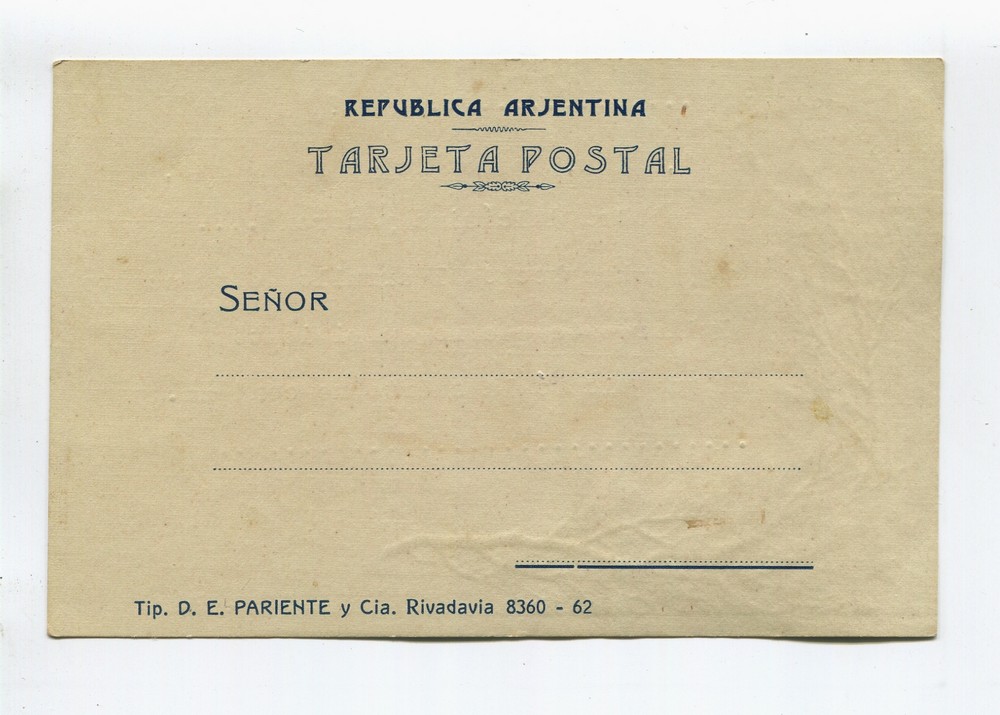 REPUBLICA ARJENTINA
TARJETA POSTAL
SEÑOR
Tip. D. E. PARIENTE y Cia. Rivadavia 8360 - 62